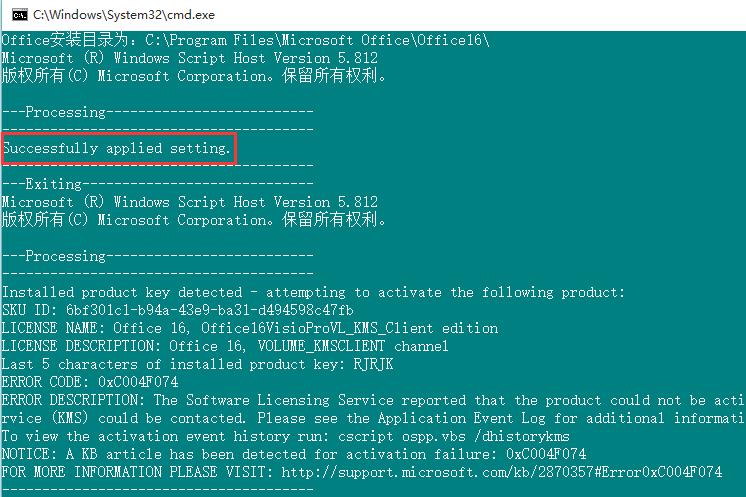 C:\Windows\System32\cmd.exe
Office安装目录为: C:\Program Files\Microsoft Office\Office16\
Microsoft (R) Windows Script Host Version 5.812
版权所有(C) Microsoft Corporation。保留所有权利。
---Processing--------------------------
---------------------------------------
Successfully applied setting.
---------------------------------------
---Exiting-----------------------------
Microsoft (R) Windows Script Host Version 5.812
版权所有(C) Microsoft Corporation。保留所有权利。
---Processing--------------------------
---------------------------------------
Installed product key detected - attempting to activate the following product:
SKU ID: 6bf301c1-b94a-43e9-ba31-d494598c47fb
LICENSE NAME: Office 16, Office16VisioProVL_KMS_Client edition
LICENSE DESCRIPTION: Office 16, VOLUME_KMSCLIENT channel
Last 5 characters of installed product key: RJRJK
ERROR CODE: 0xC004F074
ERROR DESCRIPTION: The Software Licensing Service reported that the product could not be acti
rvice (KMS) could be contacted. Please see the Application Event Log for additional informati
To view the activation event history run: cscript ospp.vbs /dhistorykms
NOTICE: A KB article has been detected for activation failure: 0xC004F074
FOR MORE INFORMATION PLEASE VISIT: http://support.microsoft.com/kb/2870357#Error0xC004F074
---------------------------------------